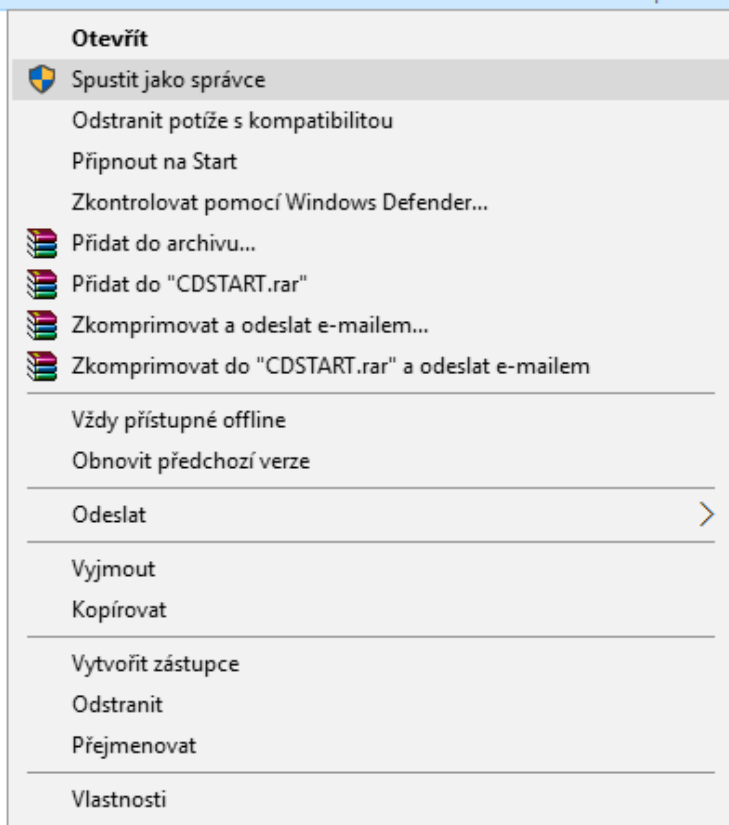 Otevřít
Spustit jako správce
Odstranit potíže s kompatibilitou
Připnout na Start
Zkontrolovat pomocí Windows Defender...
Přidat do archivu...
Přidat do "CDSTART.rar"
Zkomprimovat a odeslat e-mailem...
Zkomprimovat do "CDSTART.rar" a odeslat e-mailem
Vždy přístupné offline
Obnovit předchozí verze
Odeslat
Vyjmout
Kopírovat
Vytvořit zástupce
Odstranit
Přejmenovat
Vlastnosti